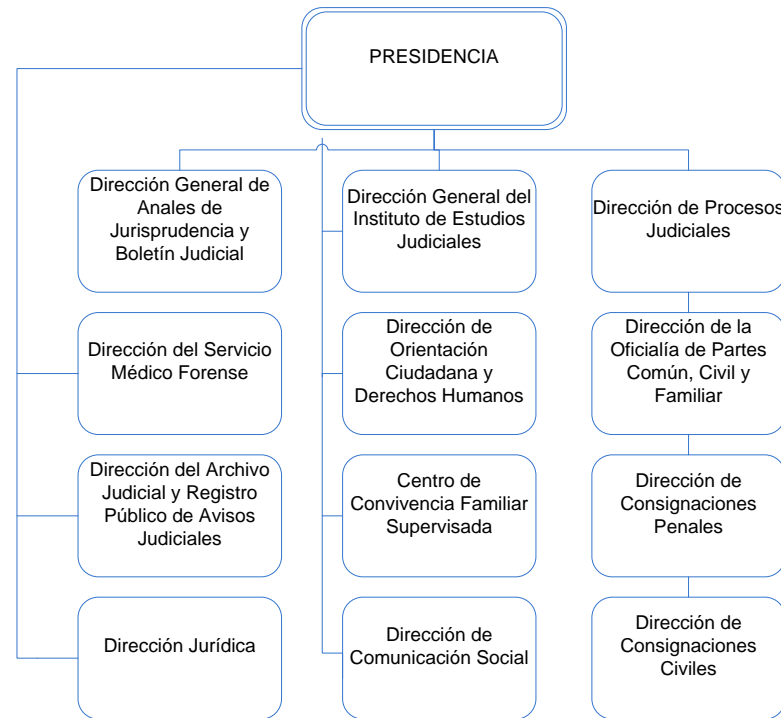 PRESIDENCIA
Dirección General de
Anales de
Jurisprudencia y
Boletín Judicial
Dirección General del
Instituto de Estudios
Judiciales
Dirección de Procesos
Judiciales
Dirección del Servicio
Médico Forense
Dirección de
Orientación
Ciudadana y
Derechos Humanos
Dirección de la
Oficialía de Partes
Común, Civil y
Familiar
Dirección del Archivo
Judicial y Registro
Público de Avisos
Judiciales
Centro de
Convivencia Familiar
Supervisada
Dirección de
Consignaciones
Penales
Dirección Jurídica
Dirección de
Comunicación Social
Dirección de
Consignaciones
Civiles